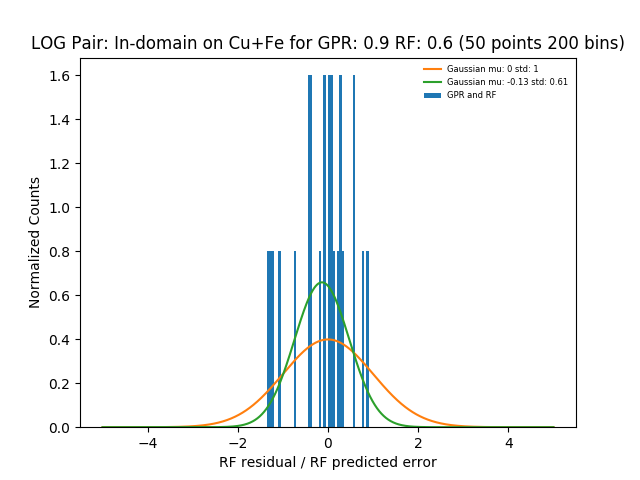 LOG Pair: In-domain on Cu+Fe for GPR: 0.9 RF: 0.6 (50 points 200 bins)
Gaussian mu: 0 std: 1
Gaussian mu: -0.13 std: 0.61
GPR and RF
Normalized Counts
1.6
1.4
1.2
1.0
0.8
0.6
0.4
0.2
0.0
−4 −2 0 2 4
RF residual / RF predicted error